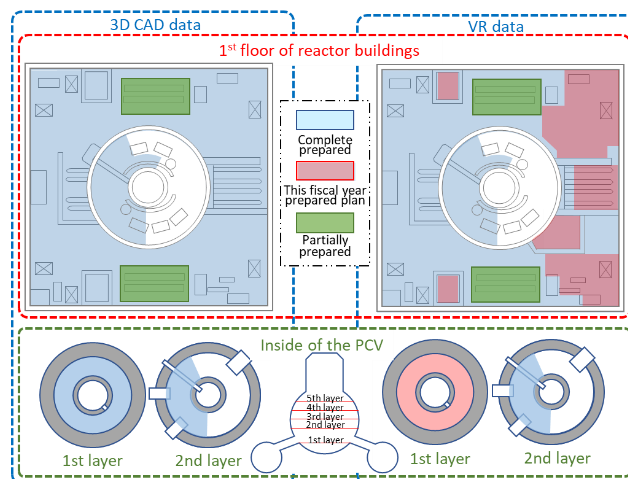 3D CAD data
VR data
1st floor of reactor buildings
Complete
prepared
This fiscal year
prepared plan
Partially
prepared
Inside of the PCV
5th layer
4th layer
3rd layer
2nd layer
1st layer
1st layer
2nd layer
1st layer
2nd layer